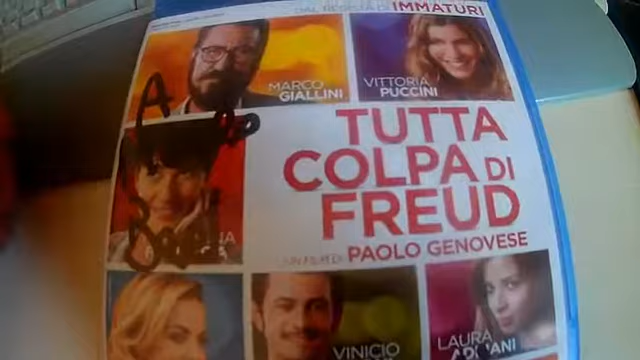 DAL REGISTA DI IMMATURI
MARCO
GIALLINI
VITTORIA
PUCCINI
TUTTA
COLPA DI
FREUD
UN FILM DI PAOLO GENOVESE
VINICIO
LAURA
A